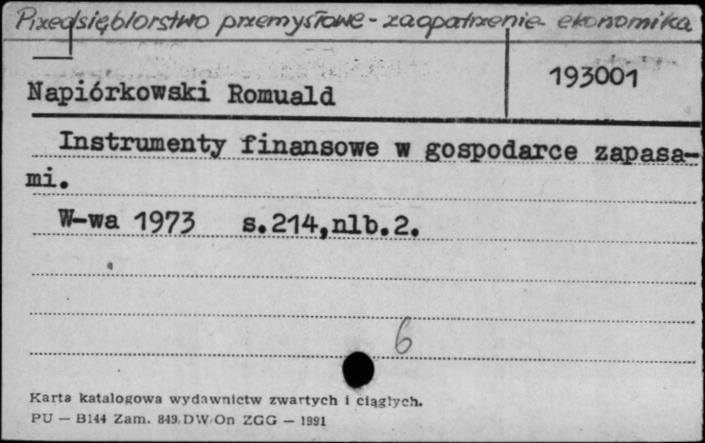 Przedsiębiorstwo przemysłowe - zaopatrzenie - ekonomika
193001
Napiórkowski Romuald
Instrumenty finansowe w gospodarce zapasa-
mi.
W-wa 1973 s.214,nlb.2.
6
Karta katalogowa wydawnictw zwartych i ciągłych.
PU — B144 Zam. 849. DW/On ZGG — 1991